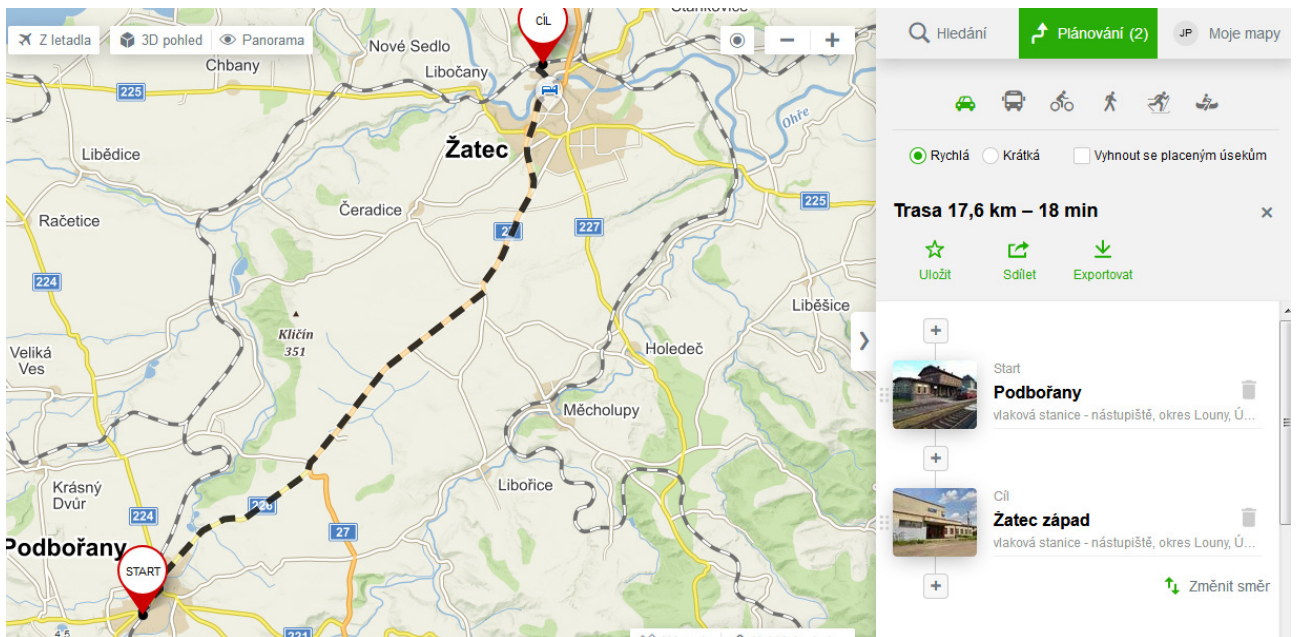 Z letadla
3D pohled
Panorama
CÍL
Staňkovice
Nové Sedlo
Chbany
Libočany
225
Ohře
Žatec
Libědice
Čeradice
Račetice
225
27
227
224
Liběšice
Kličín
351
Veliká
Ves
Holedeč
Měcholupy
Krásný
Dvůr
Libořice
226
224
27
Podbořany
START
221
Hledání
Plánování (2)
JP
Moje mapy
Rychlá
Krátká
Vyhnout se placeným úsekům
Trasa 17,6 km – 18 min
Uložit
Sdílet
Exportovat
Start
Podbořany
vlaková stanice - nástupiště, okres Louny, Ú...
Cíl
Žatec západ
vlaková stanice - nástupiště, okres Louny, Ú...
Změnit směr